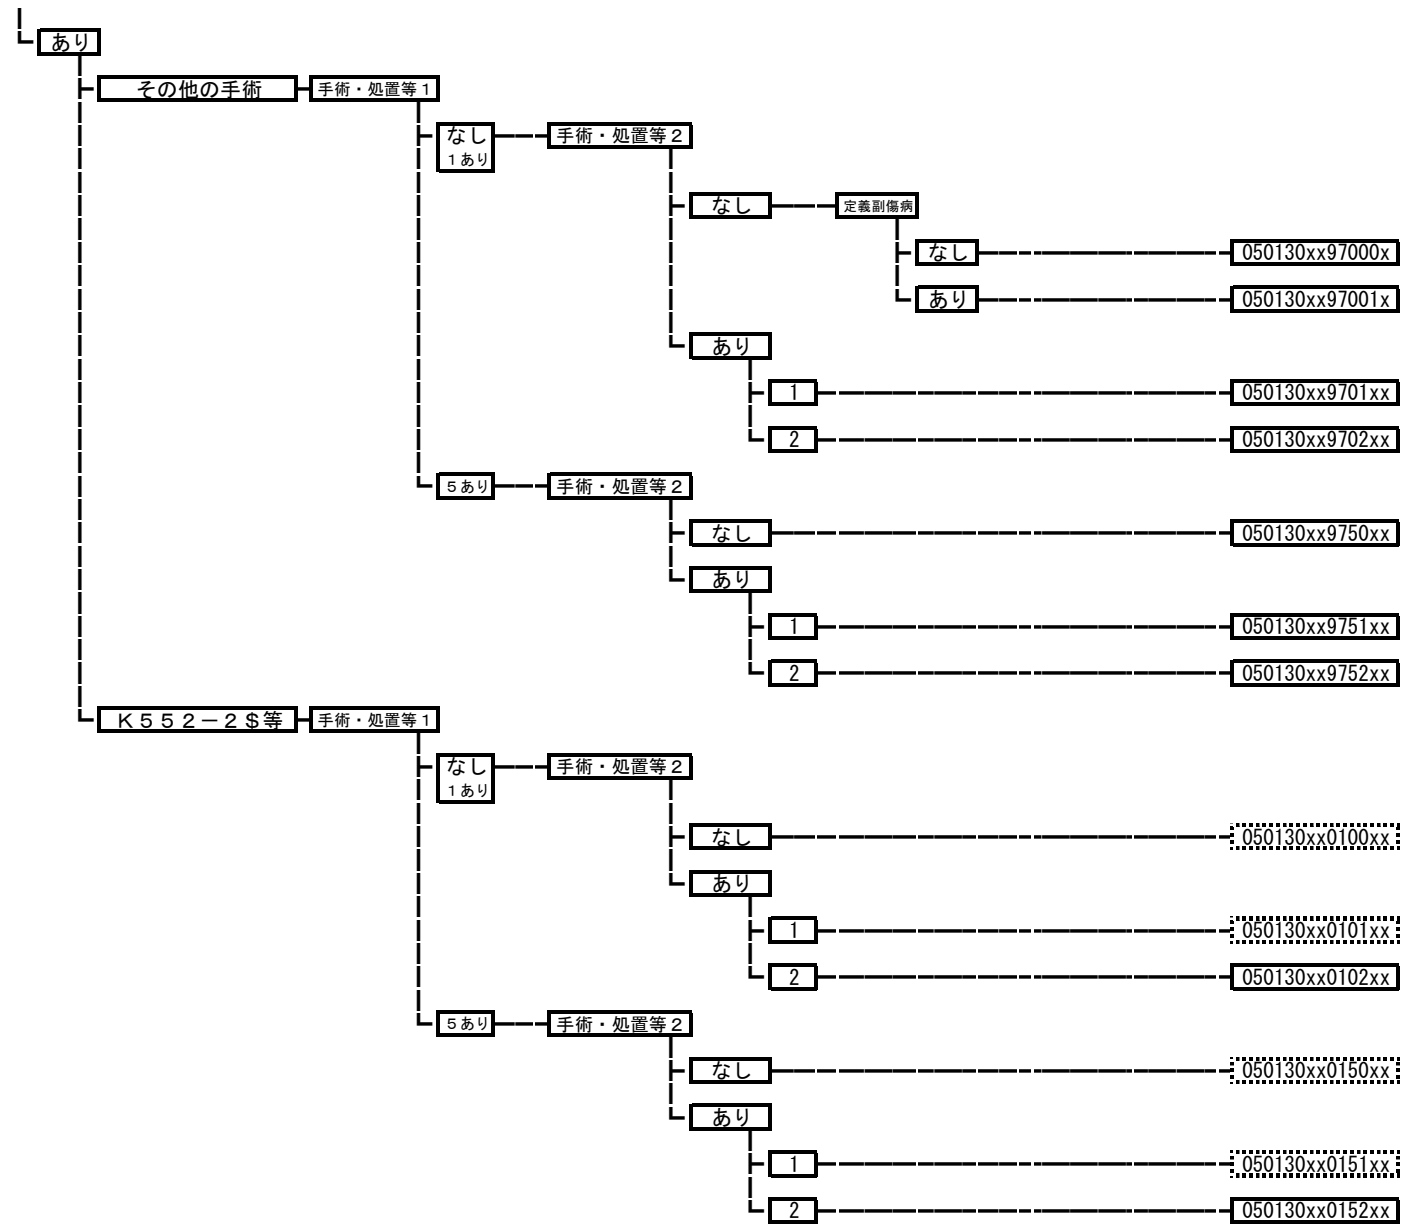 あり
その他の手術 手術・処置等１
なし 手術・処置等２
１あり
なし 定義副傷病
なし 050130xx97000x
あり 050130xx97001x
あり
1 050130xx9701xx
2 050130xx9702xx
５あり 手術・処置等２
なし 050130xx9750xx
あり
1 050130xx9751xx
2 050130xx9752xx
Ｋ５５２－２＄等 手術・処置等１
なし 手術・処置等２
１あり
なし 050130xx0100xx
あり
1 050130xx0101xx
2 050130xx0102xx
５あり 手術・処置等２
なし 050130xx0150xx
あり
1 050130xx0151xx
2 050130xx0152xx